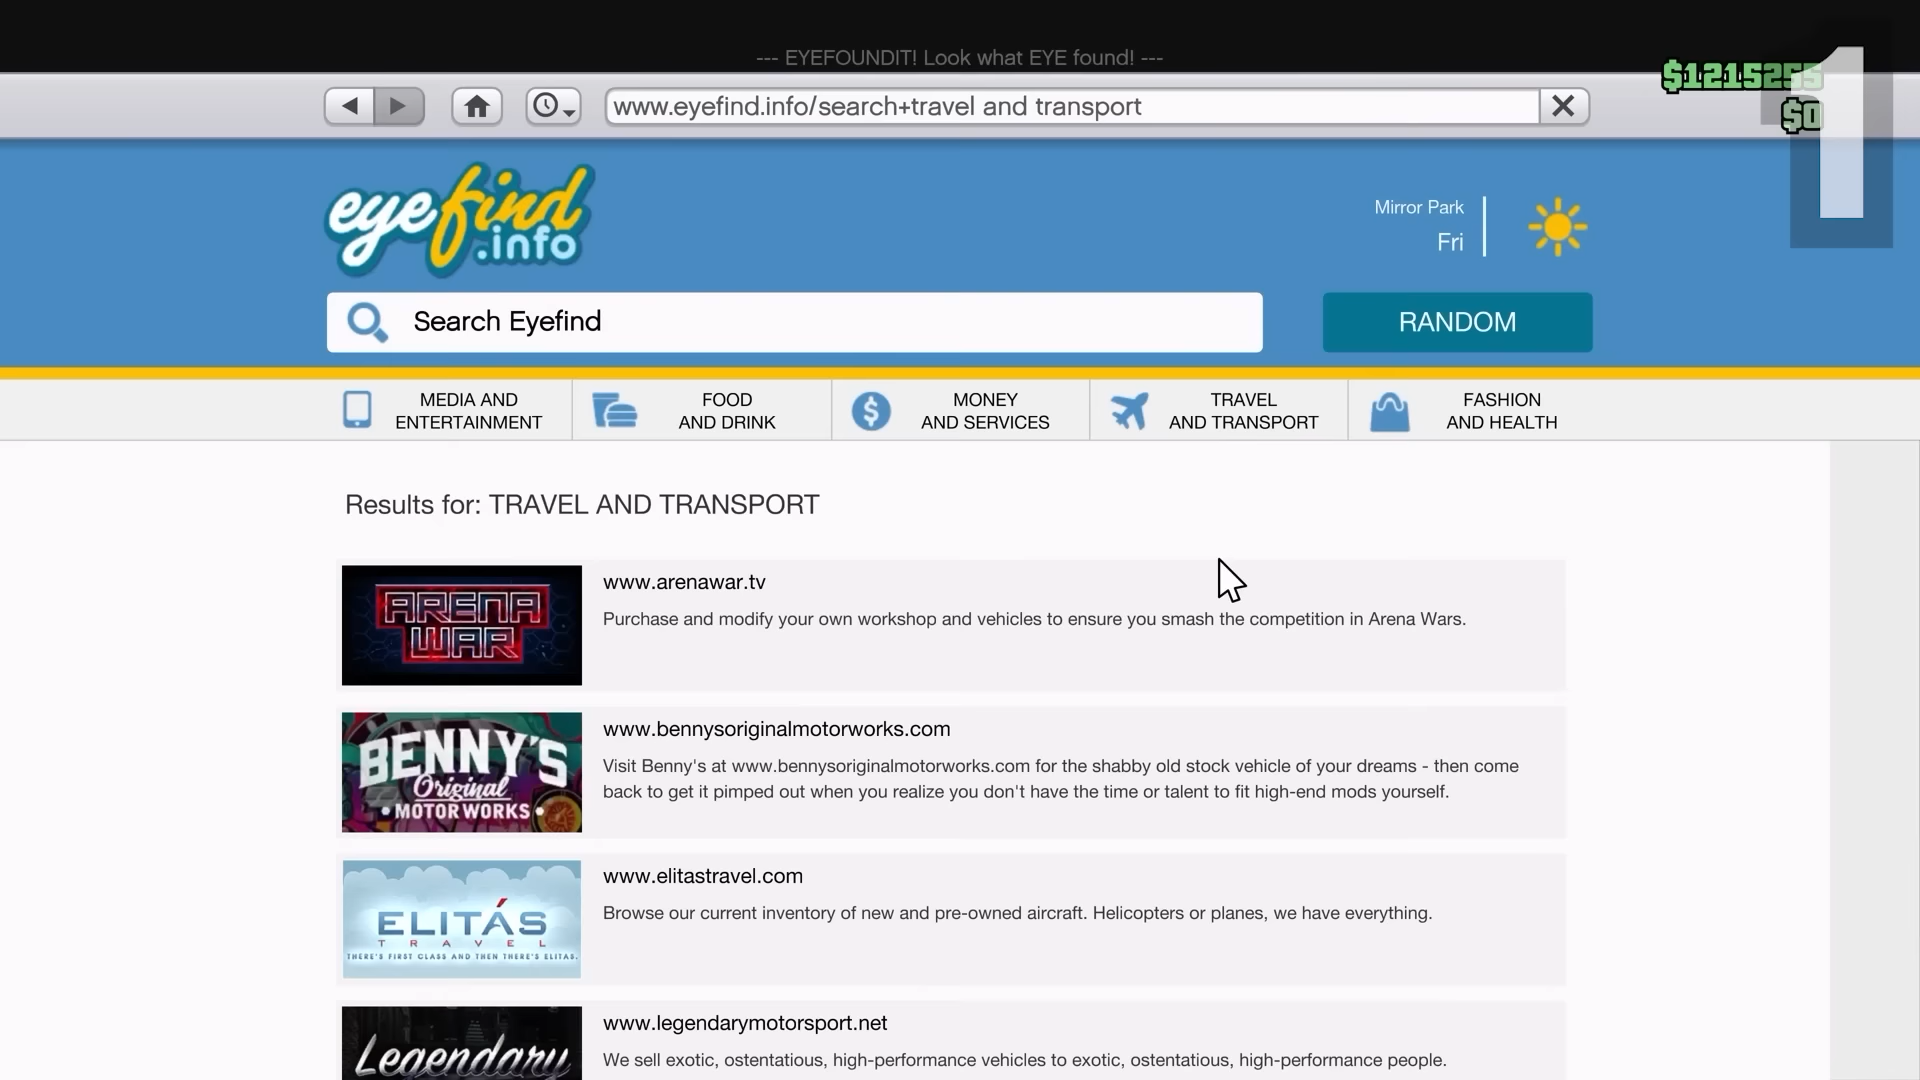 --- EYEFOUNDIT! Look what EYE found! ---
www.eyefind.info/search+travel and transport
$1215255
$0
1
eyefind
.info
Mirror Park
Fri
Search Eyefind
RANDOM
MEDIA AND
ENTERTAINMENT
FOOD
AND DRINK
MONEY
AND SERVICES
TRAVEL
AND TRANSPORT
FASHION
AND HEALTH
Results for: TRAVEL AND TRANSPORT
ARENA
WAR
www.arenawar.tv
Purchase and modify your own workshop and vehicles to ensure you smash the competition in Arena Wars.
BENNY'S
Original
•MOTOR WORKS•
www.bennysoriginalmotorworks.com
Visit Benny's at www.bennysoriginalmotorworks.com for the shabby old stock vehicle of your dreams - then come
back to get it pimped out when you realize you don't have the time or talent to fit high-end mods yourself.
ELITÁS
TRAVEL
THERE'S FIRST CLASS AND THEN THERE'S ELITAS.
www.elitastravel.com
Browse our current inventory of new and pre-owned aircraft. Helicopters or planes, we have everything.
Legendary
www.legendarymotorsport.net
We sell exotic, ostentatious, high-performance vehicles to exotic, ostentatious, high-performance people.